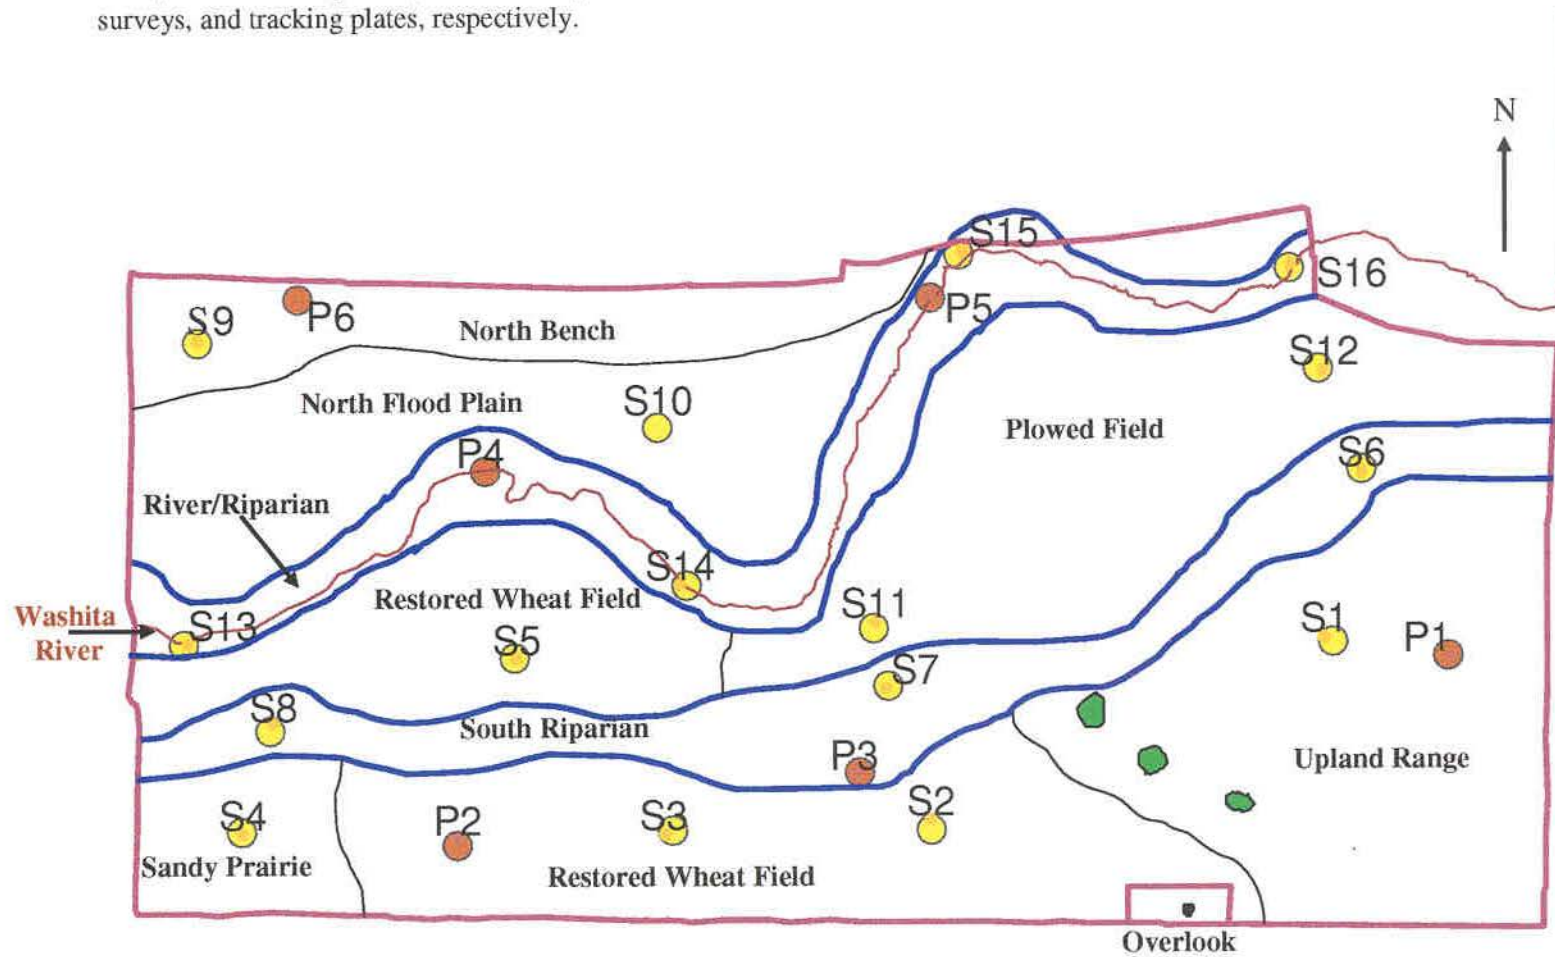 surveys, and tracking plates, respectively.
N
S15
S16
S9
P6
P5
North Bench
S12
S10
North Flood Plain
Plowed Field
P4
S6
River/Riparian
S14
Restored Wheat Field
S11
Washita
River
S13
S5
S1
P1
S7
S8
South Riparian
P3
Upland Range
S4
P2
S3
S2
Sandy Prairie
Restored Wheat Field
Overlook